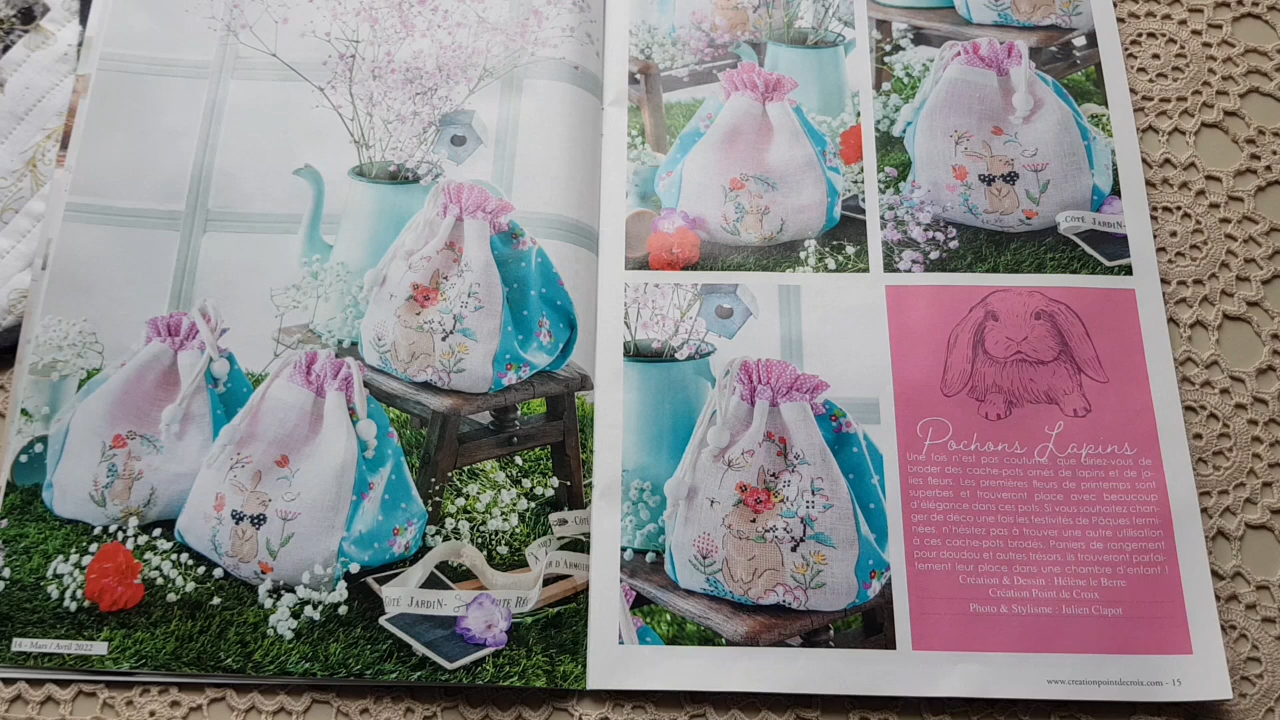 -CÔTÉ
CÔTÉ JARDIN-
14 - Mars / Avril 2022
CÔTÉ JARDIN-
Pochons Lapins
Une fois n'est pas coutume, que diriez-vous de
broder des cache-pots ornés de lapins et de jo-
lies fleurs. Les premières fleurs de printemps sont
superbes et trouveront place avec beaucoup
d'élégance dans ces pots. Si vous souhaitez chan-
ger de déco une fois les festivités de Pâques termi-
nées, n'hésitez pas à trouver une autre utilisation
à ces cache-pots brodés. Paniers de rangement
pour doudou et autres trésors, ils trouveront parfai-
tement leur place dans une chambre d'enfant !
Création & Dessin : Hélène le Berre
Création Point de Croix
Photo & Stylisme : Julien Clapot
www.creationpointdecroix.com - 15